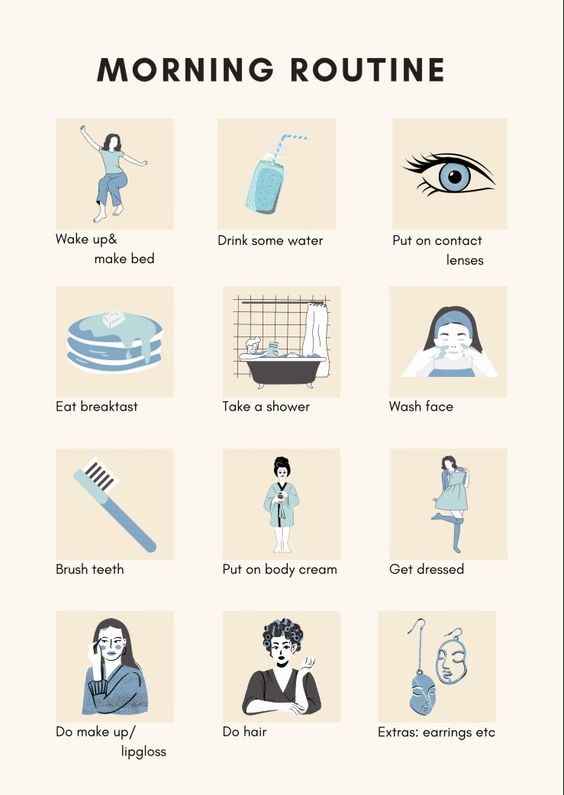 MORNING ROUTINE
Wake up&
make bed
Drink some water
Put on contact
lenses
Eat breaktast
Take a shower
Wash face
Brush teeth
Put on body cream
Get dressed
Do make up/
lipgloss
Do hair
Extras: earrings etc